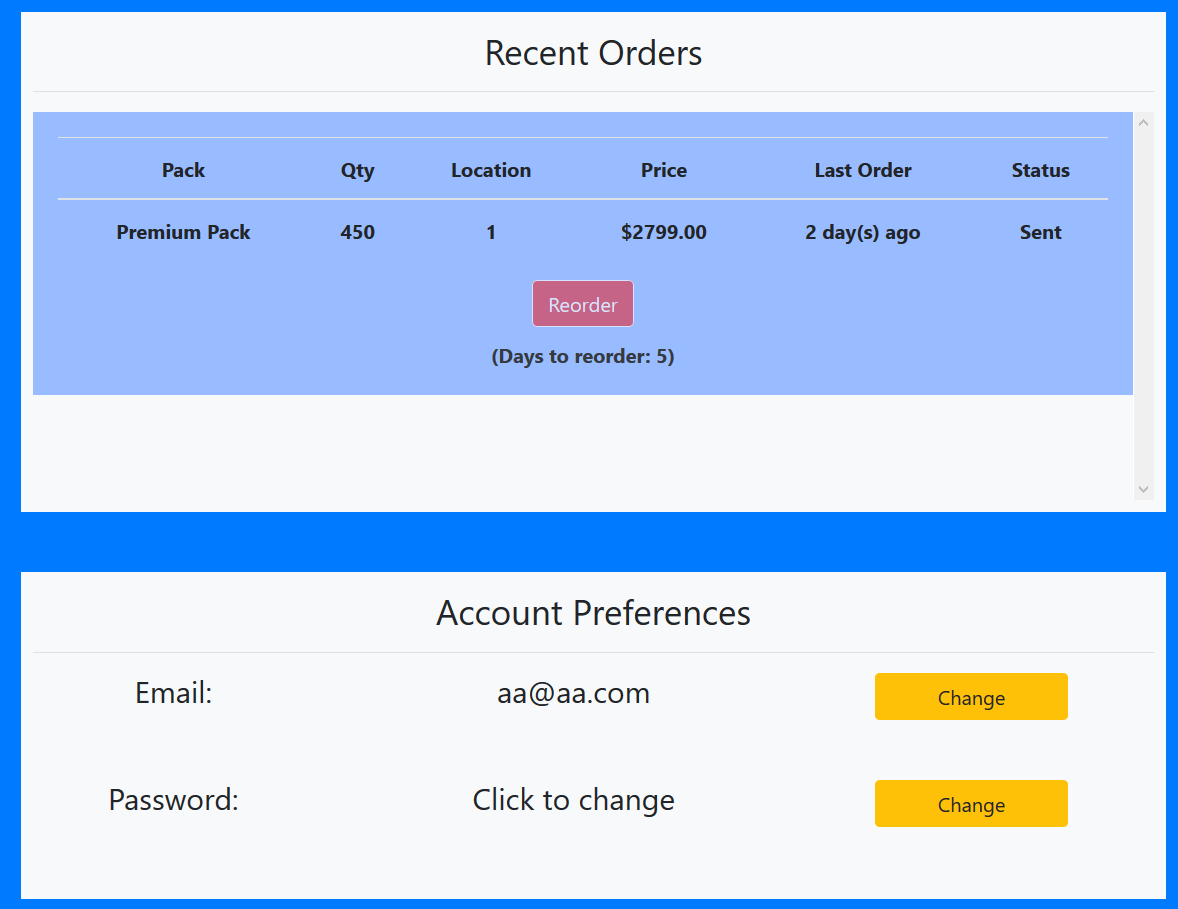 Recent Orders
Pack Qty Location Price Last Order Status
Premium Pack 450 1 $2799.00 2 day(s) ago Sent
Reorder
(Days to reorder: 5)
Account Preferences
Email: aa@aa.com Change
Password: Click to change Change